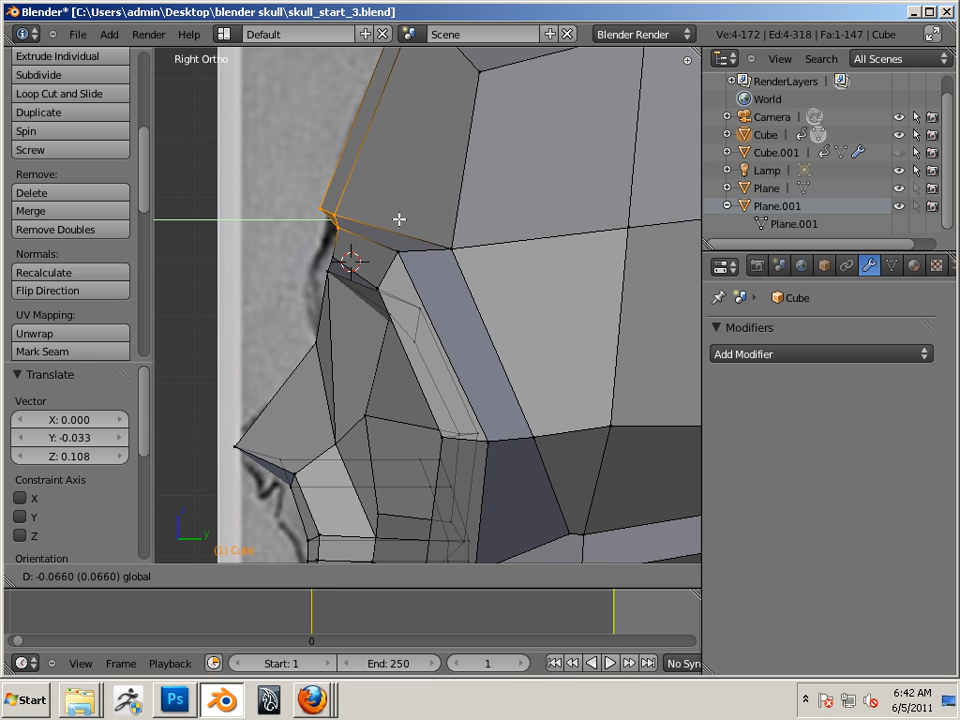 Blender* [C:\Users\admin\Desktop\blender skull\skull_start_3.blend]
File Add Render Help Default Scene Blender Render Ve:4-172 | Ed:4-318 | Fa:1-147 | Cube
Extrude Individual
Subdivide
Loop Cut and Slide
Duplicate
Spin
Screw
Remove:
Delete
Merge
Remove Doubles
Normals:
Recalculate
Flip Direction
UV Mapping:
Unwrap
Mark Seam
Translate
Vector
X: 0.000
Y: -0.033
Z: 0.108
Constraint Axis
X
Y
Z
Orientation
Right Ortho
y
(1) Cube
D: -0.0660 (0.0660) global
View Search All Scenes
RenderLayers
World
Camera
Cube
Cube.001
Lamp
Plane
Plane.001
Plane.001
Cube
Modifiers
Add Modifier
0
View Frame Playback Start: 1 End: 250 1 No Syn
Start Ps 6:42 AM
6/5/2011